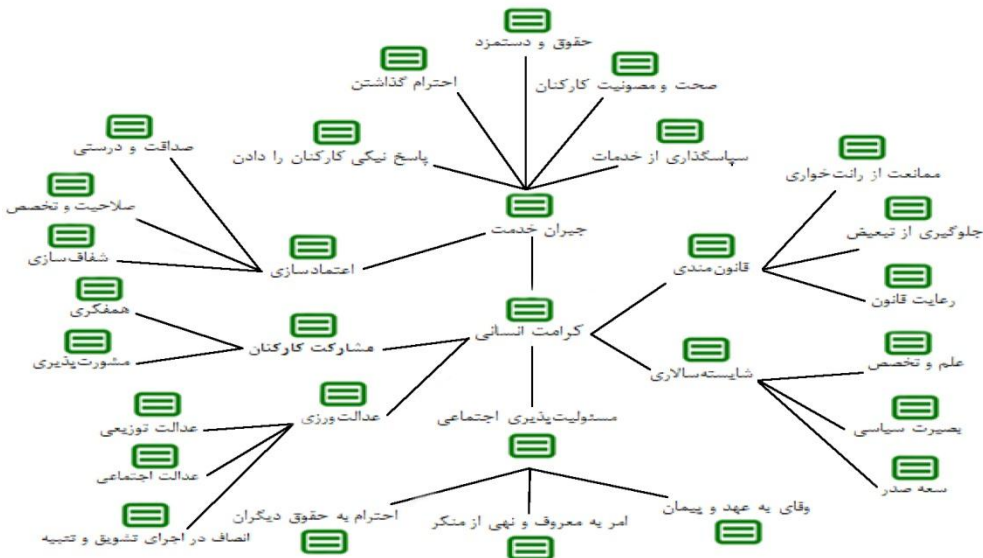 حقوق و دستمزد
احترام گذاشتن
صحت و مصونیت کارکنان
صداقت و درستی
پاسخ نیکی کارکنان را دادن
سپاسگذاری از خدمات
ممانعت از رانت‌خواری
صلاحیت و تخصص
جبران خدمت
جلوگیری از تبعیض
شفاف‌سازی
اعتمادسازی
قانون‌مندی
رعایت قانون
همفکری
مشارکت کارکنان
کرامت انسانی
مشورت‌پذیری
شایسته‌سالاری
علم و تخصص
عدالت توزیعی
عدالت‌ورزی
مسئولیت‌پذیری اجتماعی
بصیرت سیاسی
عدالت اجتماعی
سعه صدر
انصاف در اجرای تشویق و تنبیه
احترام به حقوق دیگران
امر به معروف و نهی از منکر
وفای به عهد و پیمان